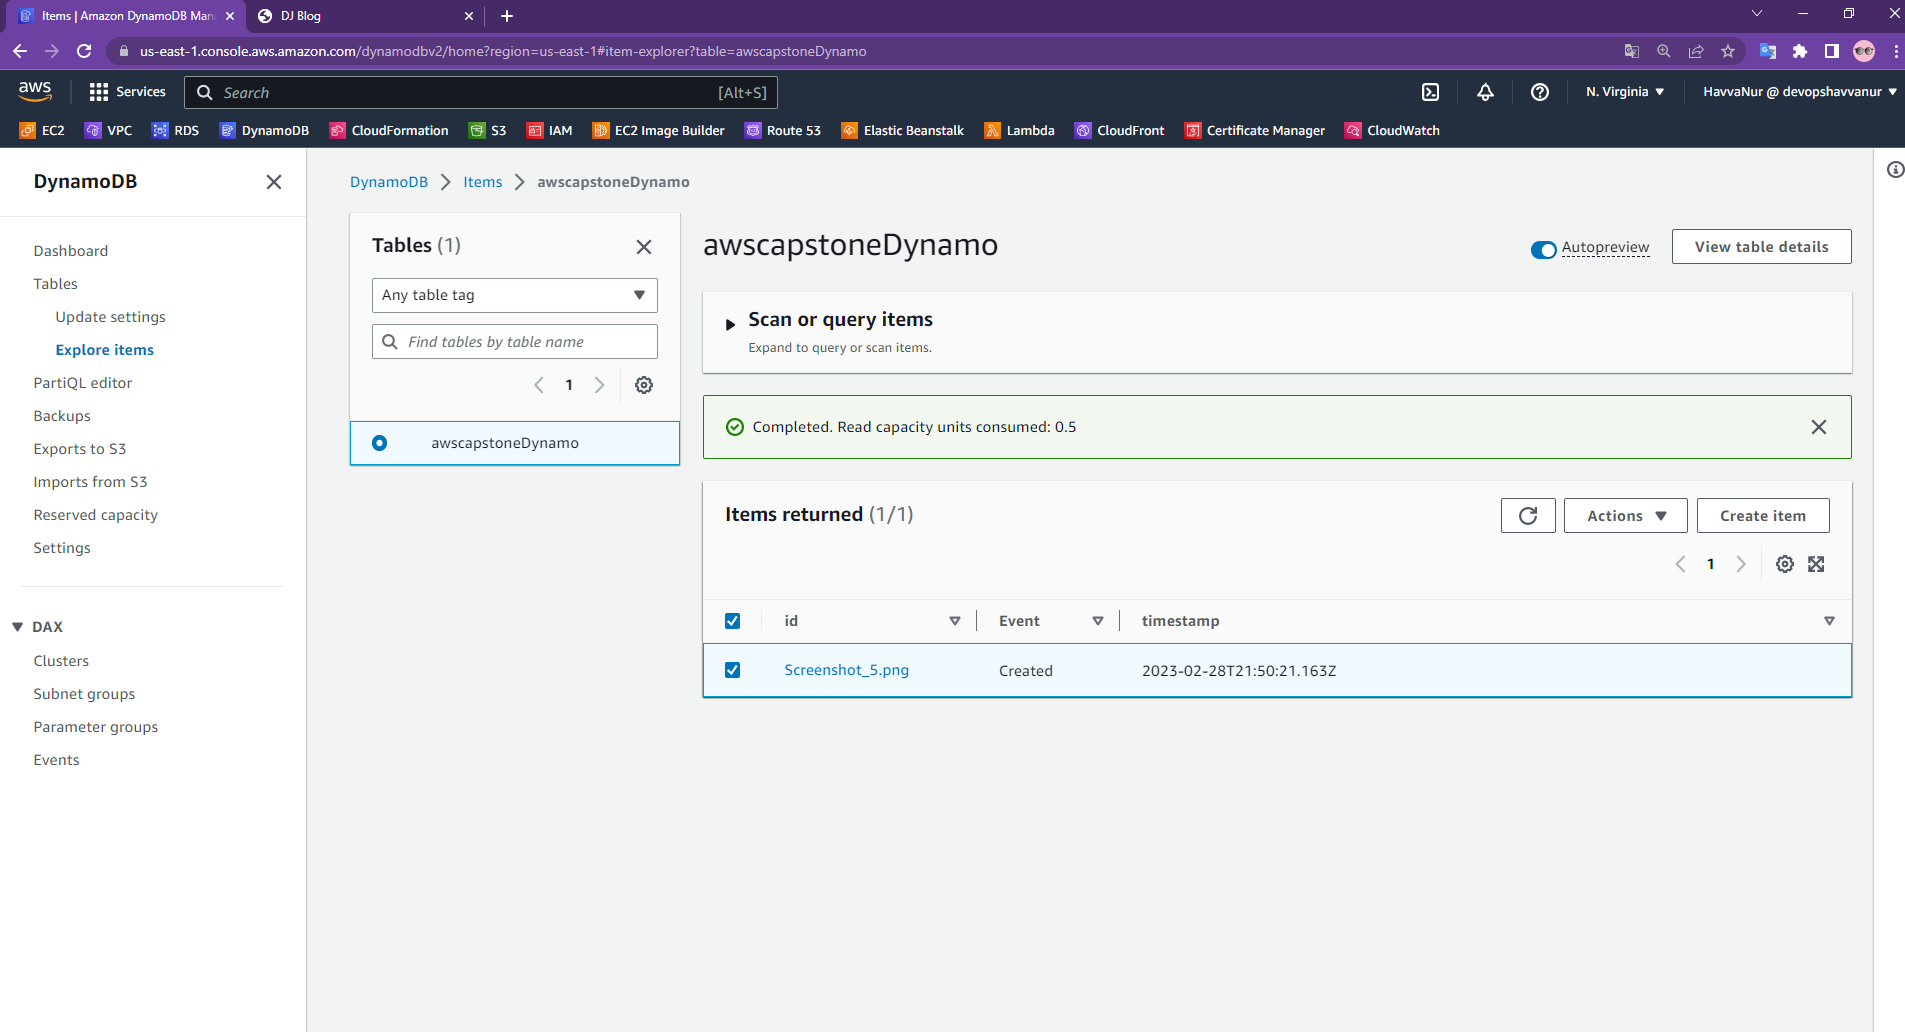 Items | Amazon DynamoDB Man
DJ Blog
us-east-1.console.aws.amazon.com/dynamodbv2/home?region=us-east-1#item-explorer?table=awscapstoneDynamo
aws
Services
Search
[Alt+S]
N. Virginia
HavvaNur @ devopshavvanur
EC2 VPC RDS DynamoDB CloudFormation S3 IAM EC2 Image Builder Route 53 Elastic Beanstalk Lambda CloudFront Certificate Manager CloudWatch
DynamoDB
Dashboard
Tables
Update settings
Explore items
PartiQL editor
Backups
Exports to S3
Imports from S3
Reserved capacity
Settings
DAX
Clusters
Subnet groups
Parameter groups
Events
DynamoDB Items awscapstoneDynamo
Tables (1)
Any table tag
Find tables by table name
1
awscapstoneDynamo
awscapstoneDynamo
Autopreview
View table details
Scan or query items
Expand to query or scan items.
Completed. Read capacity units consumed: 0.5
Items returned (1/1)
Actions
Create item
1
id Event timestamp
Screenshot_5.png Created 2023-02-28T21:50:21.163Z